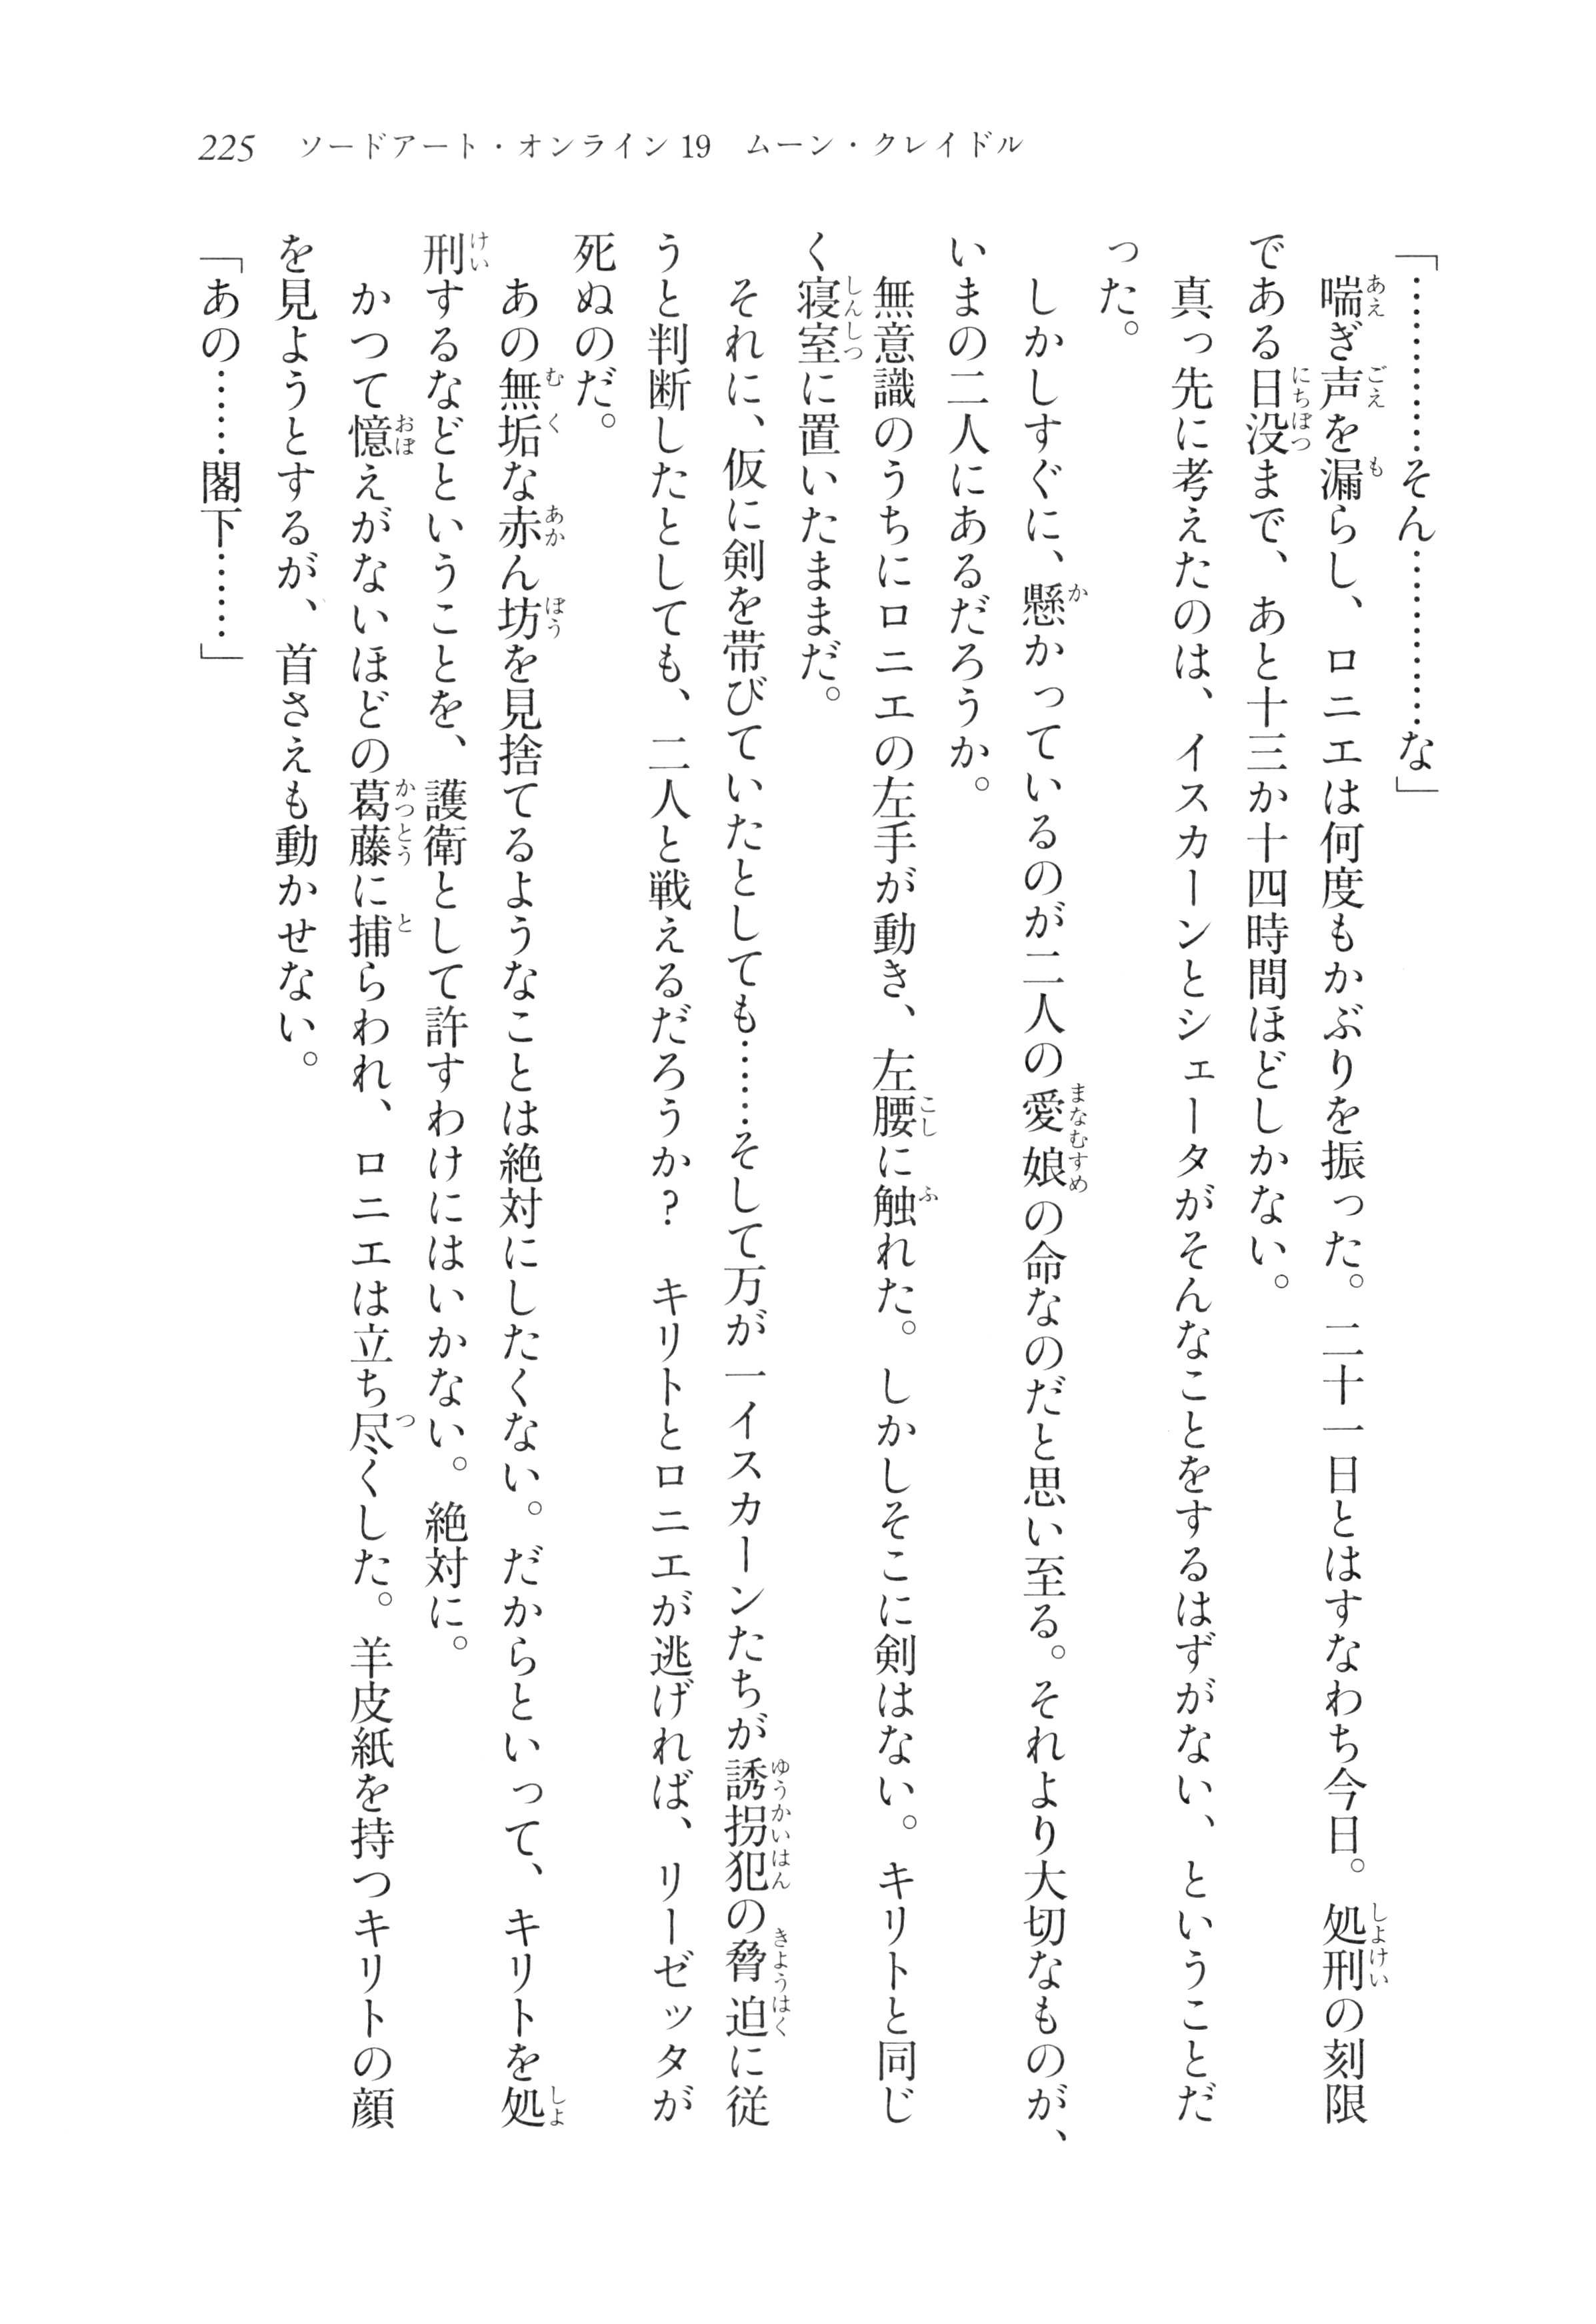 225　ソードアート・オンライン19　ムーン・クレイドル
「…………そん…………な」
　喘ぎ声を漏らし、ロニエは何度もかぶりを振った。二十一日とはすなわち今日。処刑の刻限
である日没まで、あと十三か十四時間ほどしかない。
　真っ先に考えたのは、イスカーンとシェータがそんなことをするはずがない、ということだ
った。
　しかしすぐに、懸かっているのが二人の愛娘の命なのだと思い至る。それより大切なものが、
いまの二人にあるだろうか。
　無意識のうちにロニエの左手が動き、左腰に触れた。しかしそこに剣はない。キリトと同じ
く寝室に置いたままだ。
　それに、仮に剣を帯びていたとしても……そして万が一イスカーンたちが誘拐犯の脅迫に従
うと判断したとしても、二人と戦えるだろうか？　キリトとロニエが逃げれば、リーゼッタが
死ぬのだ。
　あの無垢な赤ん坊を見捨てるようなことは絶対にしたくない。だからといって、キリトを処
刑するなどということを、護衛として許すわけにはいかない。絶対に。
　かつて憶えがないほどの葛藤に捕らわれ、ロニエは立ち尽くした。羊皮紙を持つキリトの顔
を見ようとするが、首さえも動かせない。
「あの……閣下……」